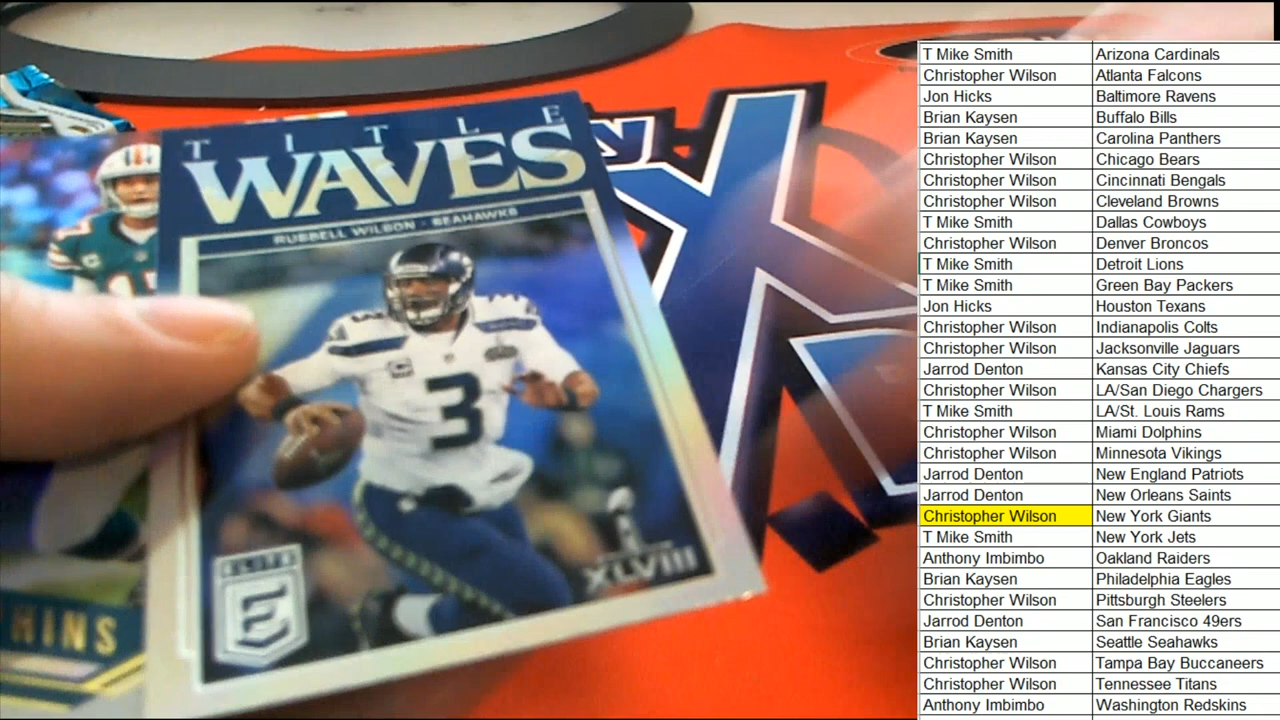 TITLE
WAVES
RUSSELL WILSON - SEAHAWKS
3
3
ELITE
E
XLVIII
HINS
T Mike Smith Arizona Cardinals
Christopher Wilson Atlanta Falcons
Jon Hicks Baltimore Ravens
Brian Kaysen Buffalo Bills
Brian Kaysen Carolina Panthers
Christopher Wilson Chicago Bears
Christopher Wilson Cincinnati Bengals
Christopher Wilson Cleveland Browns
T Mike Smith Dallas Cowboys
Christopher Wilson Denver Broncos
T Mike Smith Detroit Lions
T Mike Smith Green Bay Packers
Jon Hicks Houston Texans
Christopher Wilson Indianapolis Colts
Christopher Wilson Jacksonville Jaguars
Jarrod Denton Kansas City Chiefs
Christopher Wilson LA/San Diego Chargers
T Mike Smith LA/St. Louis Rams
Christopher Wilson Miami Dolphins
Christopher Wilson Minnesota Vikings
Jarrod Denton New England Patriots
Jarrod Denton New Orleans Saints
Christopher Wilson New York Giants
T Mike Smith New York Jets
Anthony Imbimbo Oakland Raiders
Brian Kaysen Philadelphia Eagles
Christopher Wilson Pittsburgh Steelers
Jarrod Denton San Francisco 49ers
Brian Kaysen Seattle Seahawks
Christopher Wilson Tampa Bay Buccaneers
Christopher Wilson Tennessee Titans
Anthony Imbimbo Washington Redskins